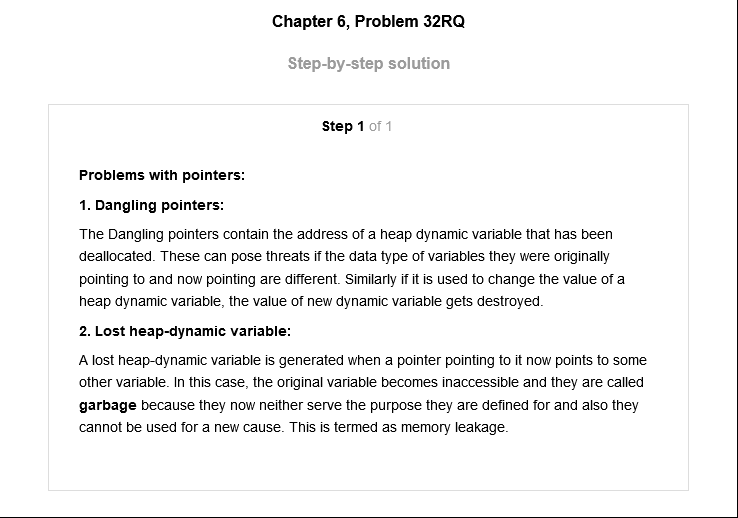 Chapter 6, Problem 32RQ
Step-by-step solution
Step 1 of 1
Problems with pointers:
1. Dangling pointers:
The Dangling pointers contain the address of a heap dynamic variable that has been
deallocated. These can pose threats if the data type of variables they were originally
pointing to and now pointing are different. Similarly if it is used to change the value of a
heap dynamic variable, the value of new dynamic variable gets destroyed.
2. Lost heap-dynamic variable:
A lost heap-dynamic variable is generated when a pointer pointing to it now points to some
other variable. In this case, the original variable becomes inaccessible and they are called
garbage because they now neither serve the purpose they are defined for and also they
cannot be used for a new cause. This is termed as memory leakage.